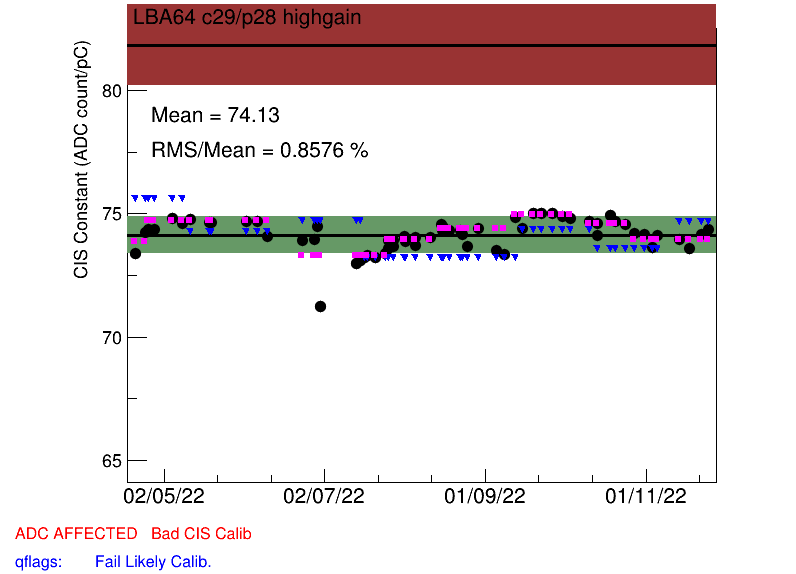 LBA64 c29/p28 highgain
CIS Constant (ADC count/pC)
80
Mean = 74.13
RMS/Mean = 0.8576 %
75
70
65
02/05/22 02/07/22 01/09/22 01/11/22
ADC AFFECTED Bad CIS Calib
qflags: Fail Likely Calib.